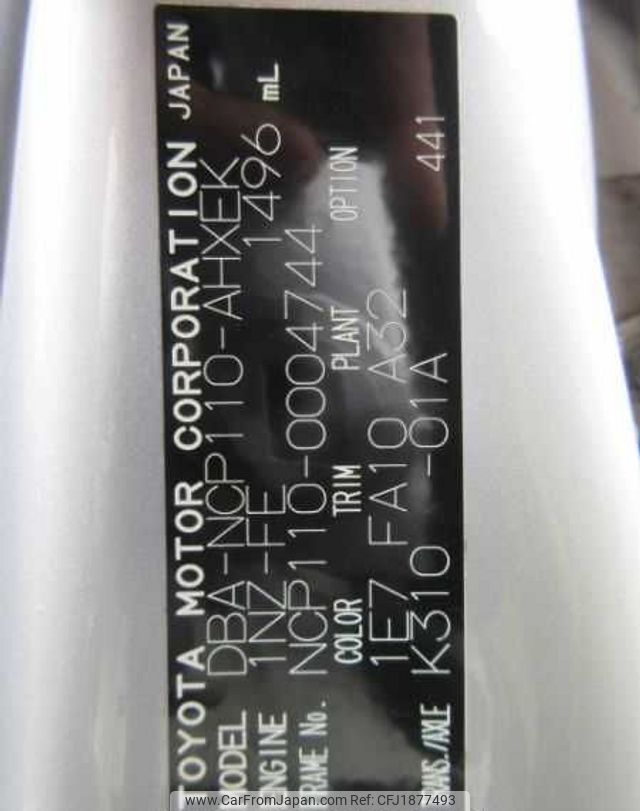 TOYOTA MOTOR CORPORATION JAPAN
MODEL DBA-NCP110-AHXEK
ENGINE 1NZ-FE 1496 mL
FRAME No. NCP110-0004744
COLOR TRIM PLANT OPTION
1E7 FA10 A32
TRANS./AXLE K310 -01A 441
www.CarFromJapan.com @ CFJ1877493